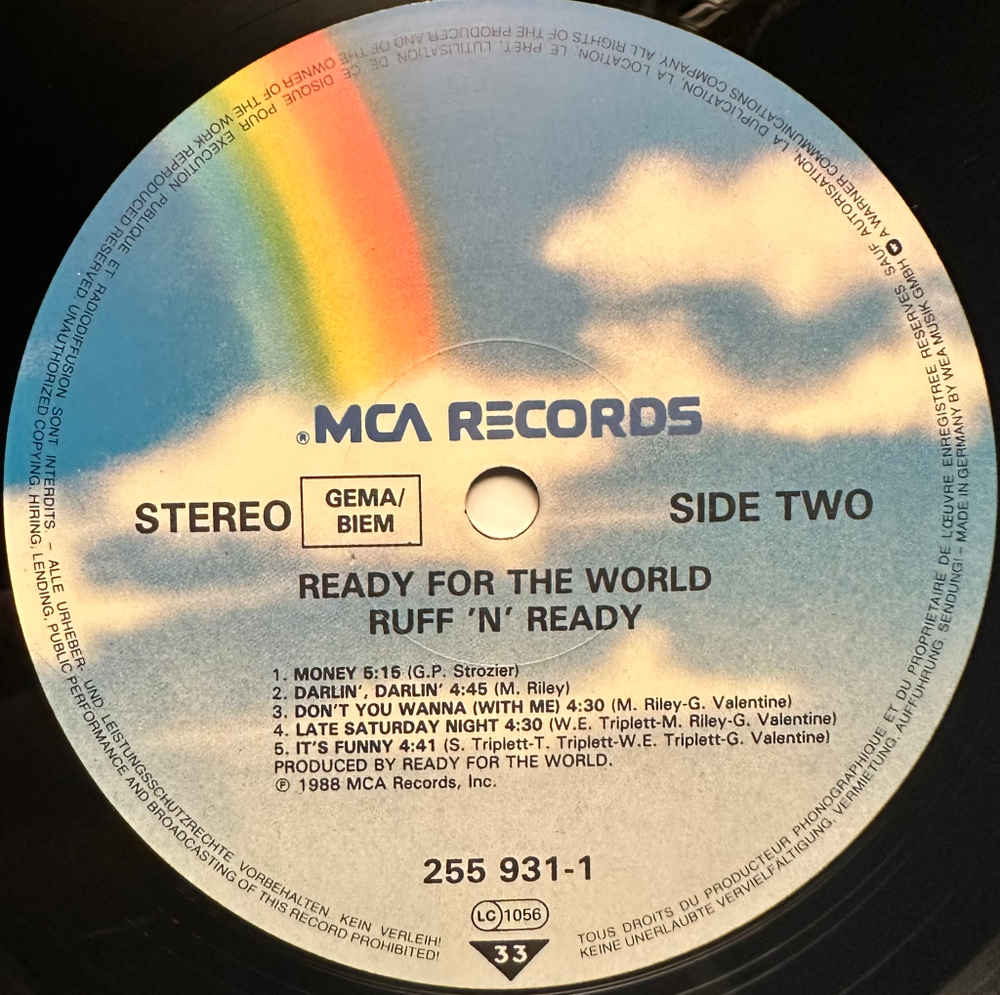 ® MCA RECORDS
STEREO
GEMA/
BIEM
SIDE TWO
READY FOR THE WORLD
RUFF 'N' READY
1. MONEY 5:15 (G.P. Strozier)
2. DARLIN', DARLIN' 4:45 (M. Riley)
3. DON'T YOU WANNA (WITH ME) 4:30 (M. Riley-G. Valentine)
4. LATE SATURDAY NIGHT 4:30 (W.E. Triplett-M. Riley-G. Valentine)
5. IT'S FUNNY 4:41 (S. Triplett-T. Triplett-W.E. Triplett-G. Valentine)
PRODUCED BY READY FOR THE WORLD.
℗ 1988 MCA Records, Inc.
255 931-1
LC 1056
33
TOUS DROITS DU PRODUCTEUR PHONOGRAPHIQUE ET DU PROPRIETAIRE DE L'ŒUVRE ENREGISTREE RESERVES. SAUF AUTORISATION, LA DUPLICATION, LA LOCATION, LE PRET, L'UTILISATION DE CE DISQUE POUR EXECUTION PUBLIQUE ET RADIODIFFUSION SONT INTERDITS. – ALLE URHEBER- UND LEISTUNGSSCHUTZRECHTE VORBEHALTEN KEIN VERLEIH!
KEINE UNERLAUBTE VERVIELFÄLTIGUNG, VERMIETUNG, AUFFÜHRUNG, SENDUNG! – MADE IN GERMANY BY WEA MUSIK GMBH A WARNER COMMUNICATIONS COMPANY. ALL RIGHTS OF THE PRODUCER AND OF THE OWNER OF THE WORK REPRODUCED RESERVED. UNAUTHORIZED COPYING, HIRING, LENDING, PUBLIC PERFORMANCE AND BROADCASTING OF THIS RECORD PROHIBITED!